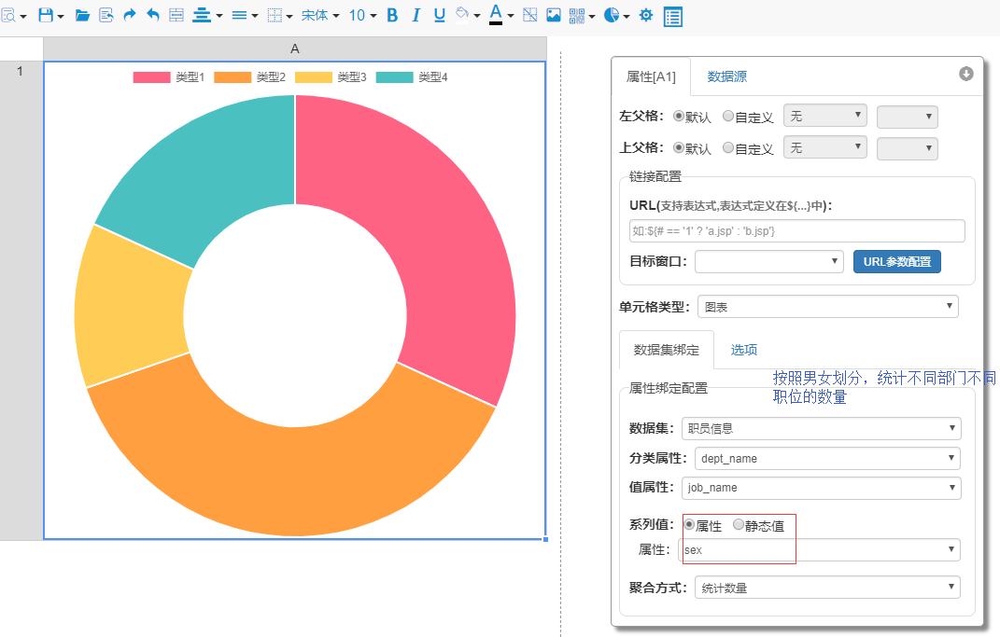 宋体 10 B I U A
A
1
类型1 类型2 类型3 类型4
属性[A1] 数据源
左父格： 默认 自定义 无
上父格： 默认 自定义 无
链接配置
URL(支持表达式,表达式定义在${...}中)：
如:${# == '1' ? 'a.jsp' : 'b.jsp'}
目标窗口： URL参数配置
单元格类型： 图表
数据集绑定 选项
按照男女划分，统计不同部门不同
职位的数量
属性绑定配置
数据集： 职员信息
分类属性： dept_name
值属性： job_name
系列值： 属性 静态值
属性： sex
聚合方式： 统计数量